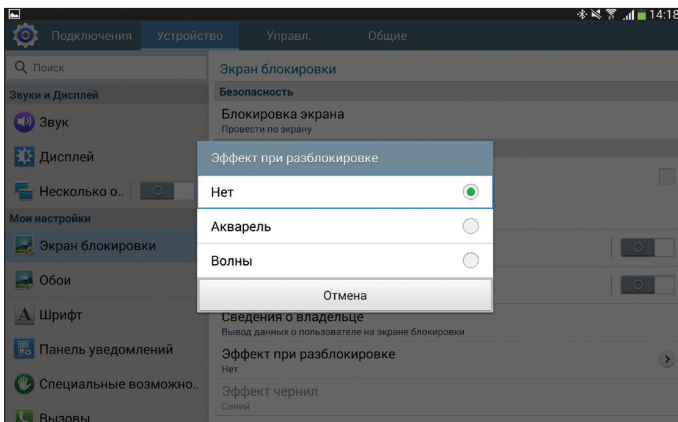 14:18
Подключения Устройство Управл. Общие
Поиск
Звуки и Дисплей
Звук
Дисплей
Несколько о..
Мои настройки
Экран блокировки
Обои
Шрифт
Панель уведомлений
Специальные возможно..
Вызовы
Экран блокировки
Безопасность
Блокировка экрана
Провести по экрану
Эффект при разблокировке
Нет
Акварель
Волны
Отмена
Сведения о владельце
Вывод данных о пользователе на экране блокировки
Эффект при разблокировке
Нет
Эффект чернил
Синий